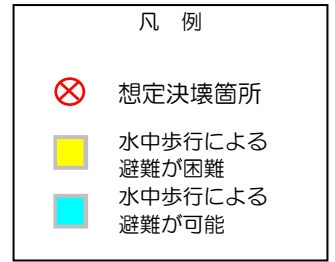 凡 例
想定決壊箇所
水中歩行による
避難が困難
水中歩行による
避難が可能